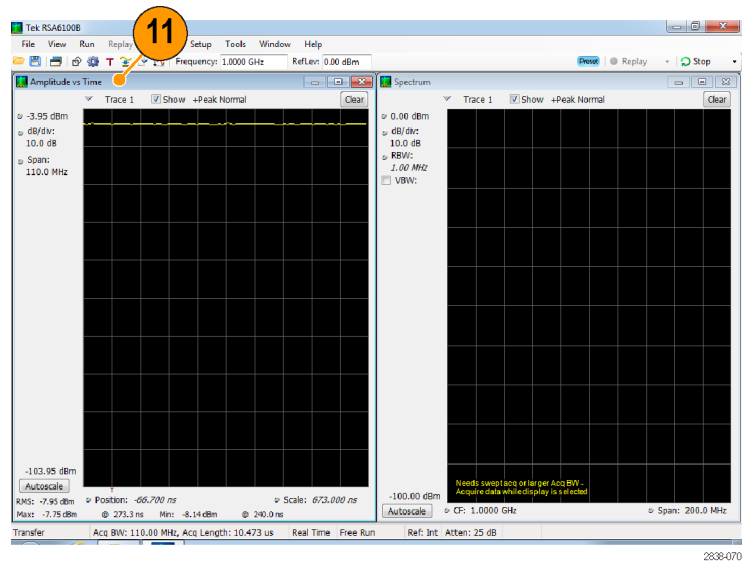 Tek RSA6100B
11
File View Run Replay Setup Tools Window Help
T Frequency: 1.0000 GHz RefLev: 0.00 dBm Preset Replay Stop
Amplitude vs Time
Trace 1 Show +Peak Normal Clear
-3.95 dBm
dB/div:
10.0 dB
Span:
110.0 MHz
-103.95 dBm
Autoscale
Position: -66.700 ns Scale: 673.000 ns
RMS: -7.95 dBm
Max: -7.75 dBm @ 273.3 ns Min: -8.14 dBm @ 240.0 ns
Spectrum
Trace 1 Show +Peak Normal Clear
0.00 dBm
dB/div:
10.0 dB
RBW:
1.00 MHz
VBW:
Needs swept acq or larger Acq BW -
Acquire data while display is selected
-100.00 dBm
Autoscale CF: 1.0000 GHz Span: 200.0 MHz
Transfer Acq BW: 110.00 MHz, Acq Length: 10.473 us Real Time Free Run Ref: Int Atten: 25 dB
2838-070